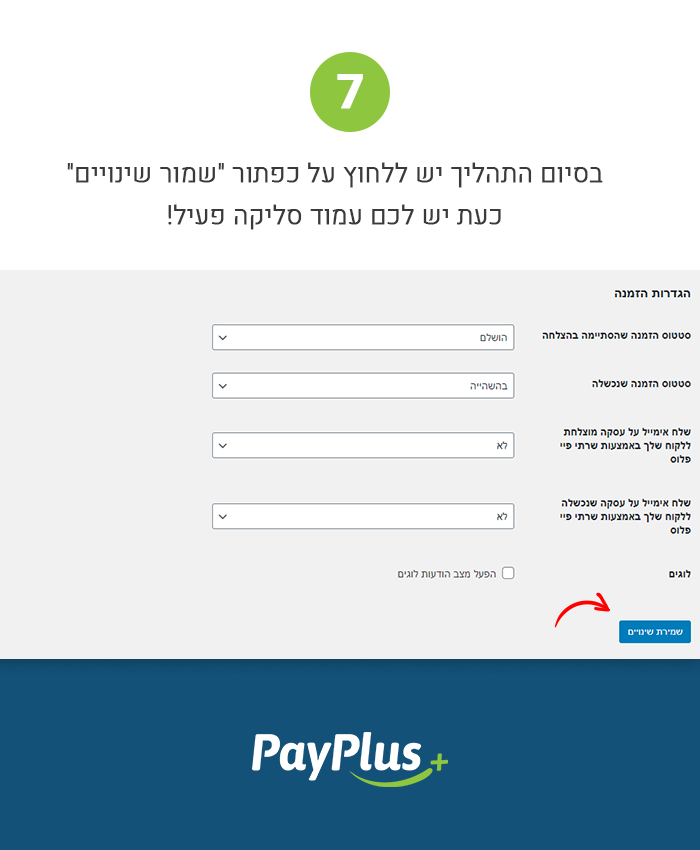 7
בסיום התהליך יש ללחוץ על כפתור "שמור שינויים"
כעת יש לכם עמוד סליקה פעיל!
הגדרות הזמנה
סטטוס הזמנה שהסתיימה בהצלחה
הושלם
סטטוס הזמנה שנכשלה
בהשהייה
שלח אימייל על עסקה מוצלחת
ללקוח שלך באמצעות שרתי פיי
פלוס
לא
שלח אימייל על עסקה שנכשלה
ללקוח שלך באמצעות שרתי פיי
פלוס
לא
לוגים
הפעל מצב הודעות לוגים
שמירת שינויים
PayPlus+